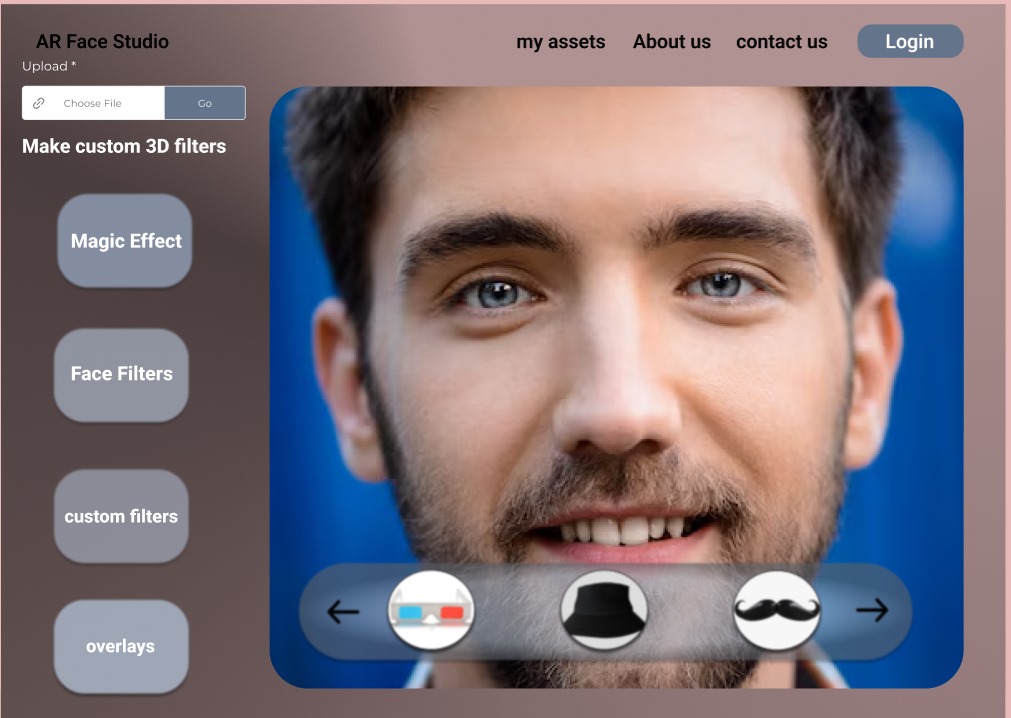 AR Face Studio
my assets
About us
contact us
Login
Upload *
Choose File
Go
Make custom 3D filters
Magic Effect
Face Filters
custom filters
overlays